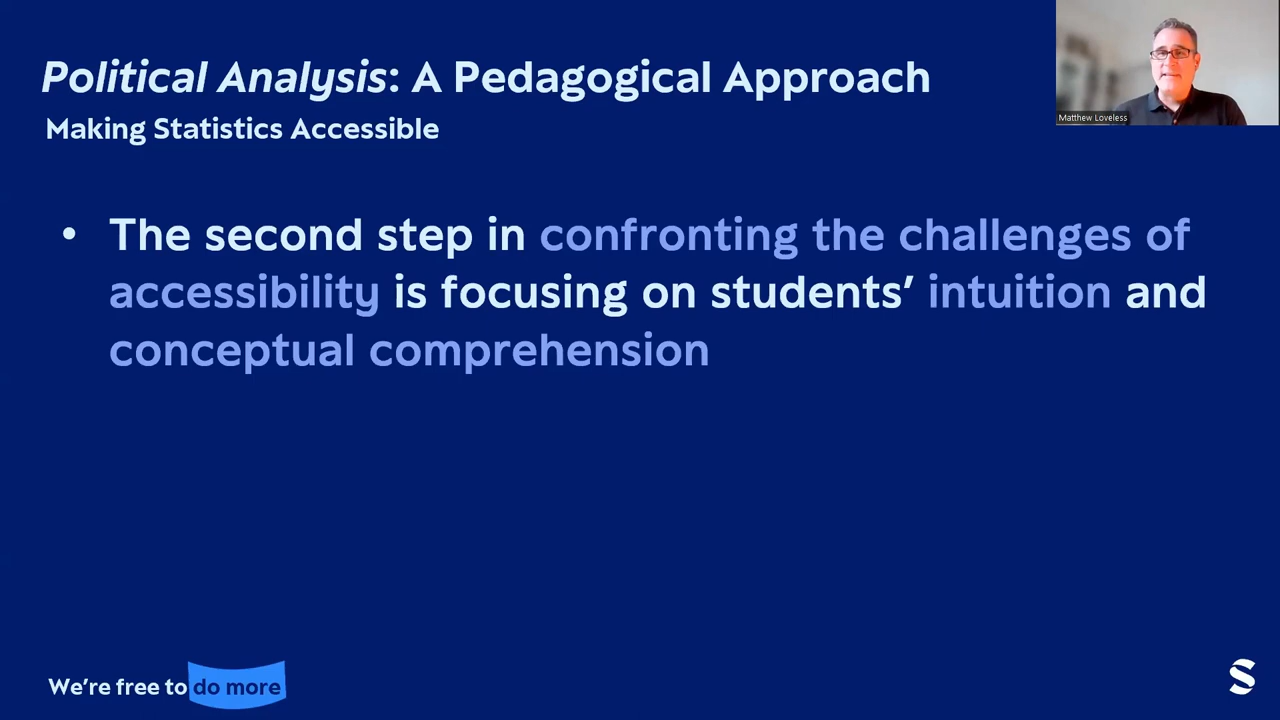 Political Analysis: A Pedagogical Approach
Making Statistics Accessible
Matthew Loveless
• The second step in confronting the challenges of
accessibility is focusing on students’ intuition and
conceptual comprehension
We’re free to do more